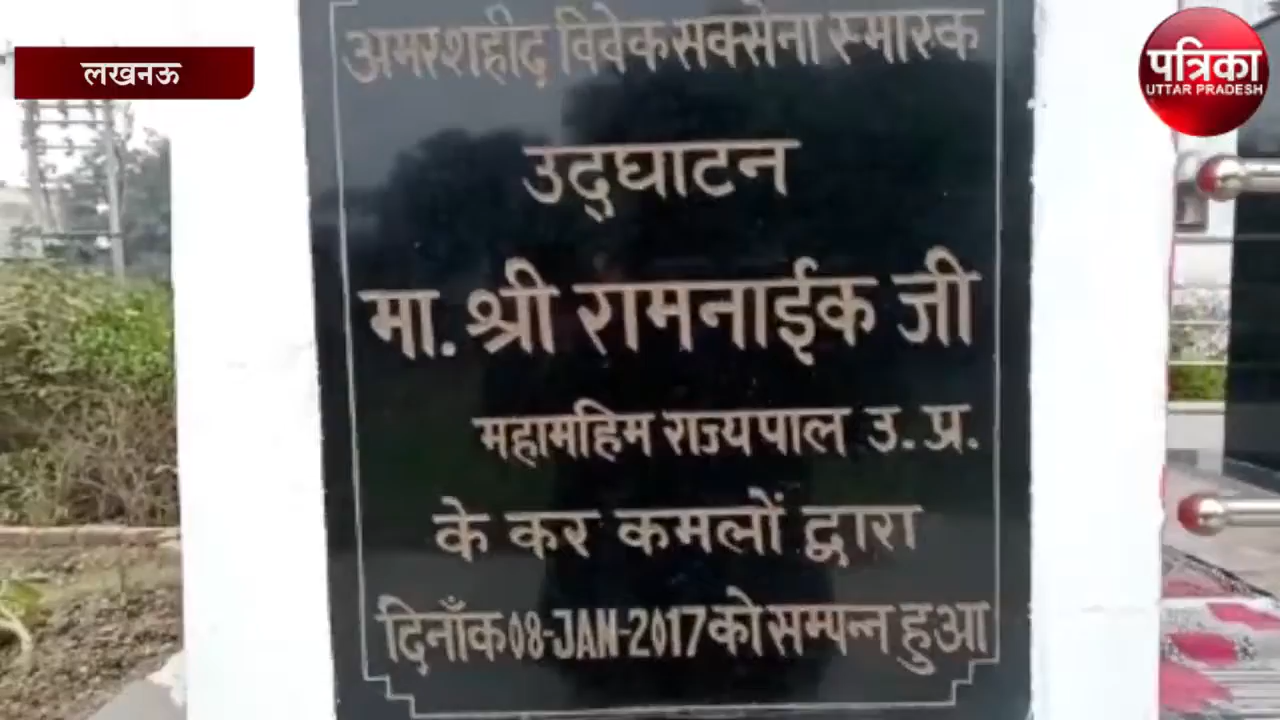 लखनऊ
पत्रिका
UTTAR PRADESH
अमरशहीद विवेक सक्सेना स्मारक
उद्घाटन
मा. श्री रामनाईक जी
महामहिम राज्यपाल उ. प्र.
के कर कमलों द्वारा
दिनाँक 08-JAN-2017 को सम्पन्न हुआ